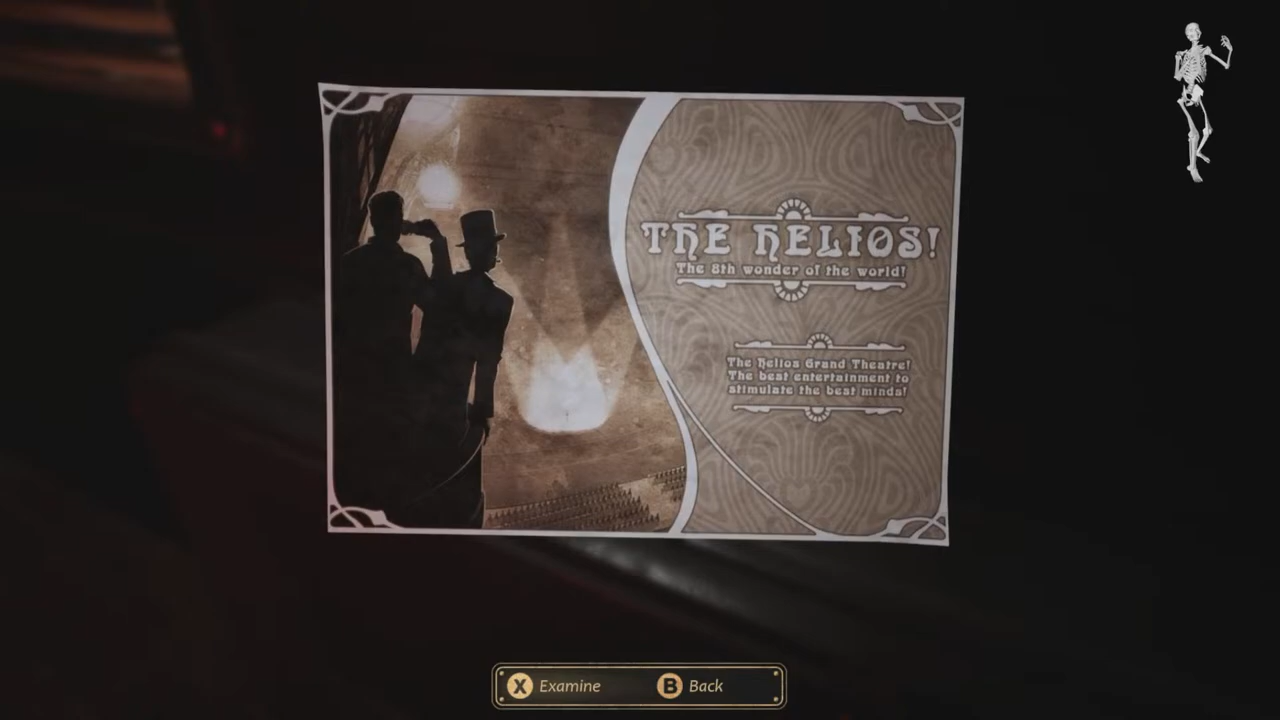 THE HELIOS!
The 8th wonder of the world!
The Helios Grand Theatre!
The best entertainment to
stimulate the best minds!
X Examine B Back